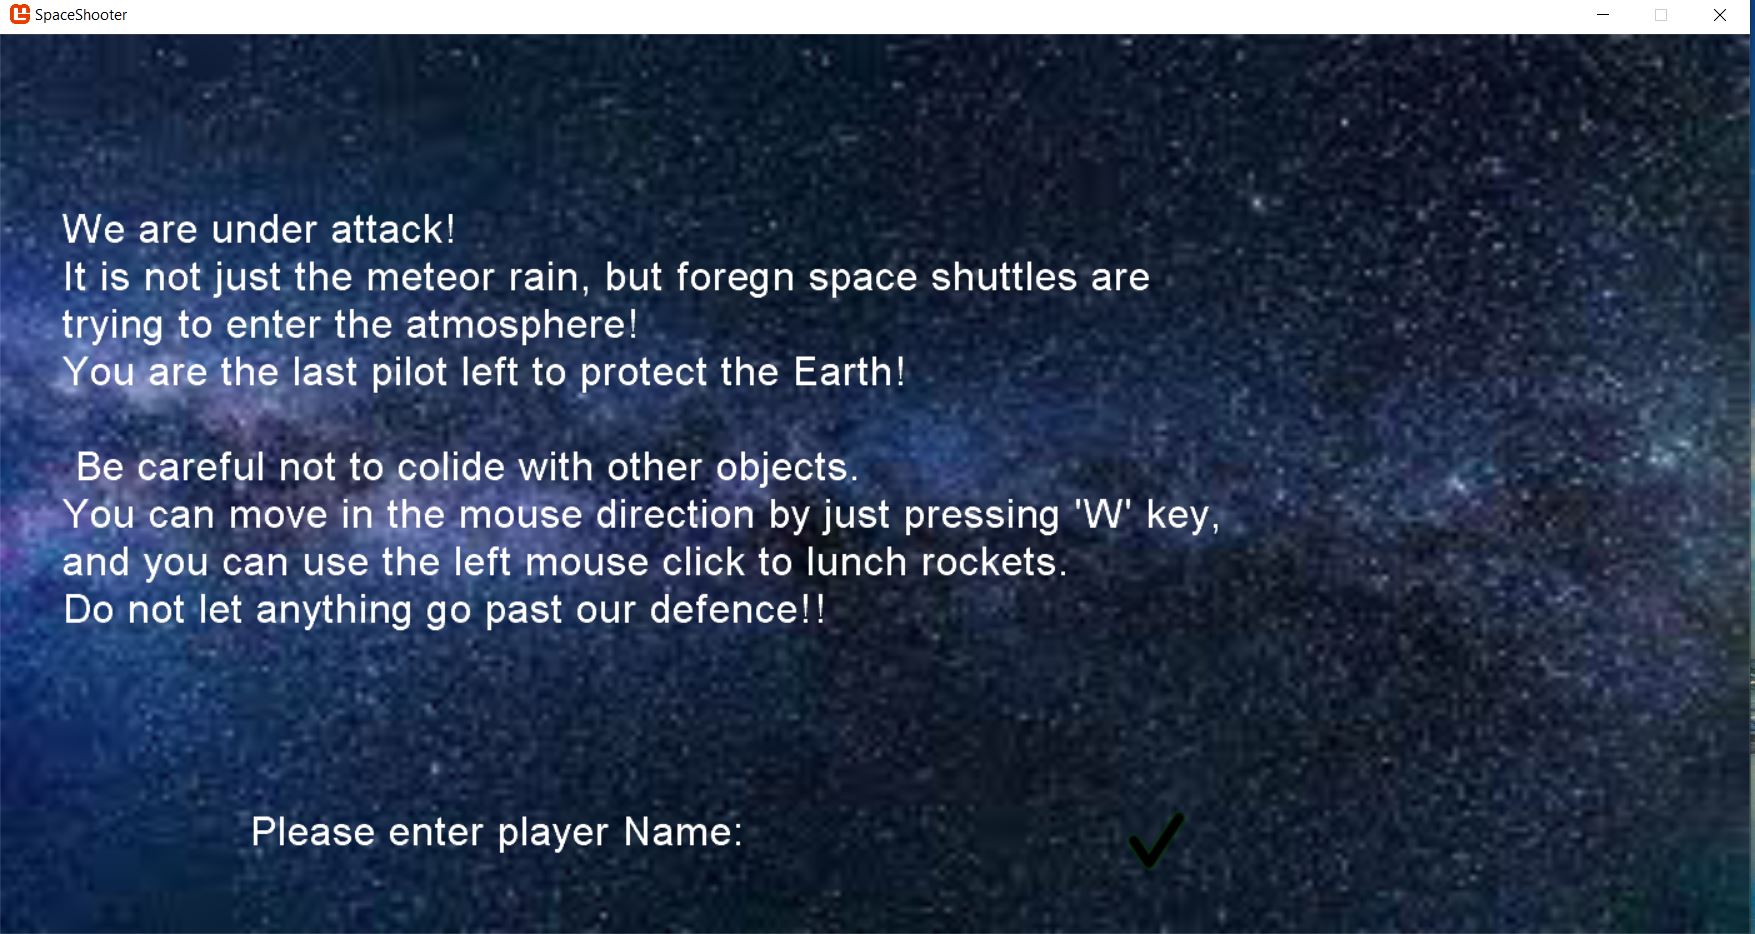 SpaceShooter
We are under attack!
It is not just the meteor rain, but foregn space shuttles are
trying to enter the atmosphere!
You are the last pilot left to protect the Earth!
Be careful not to colide with other objects.
You can move in the mouse direction by just pressing 'W' key,
and you can use the left mouse click to lunch rockets.
Do not let anything go past our defence!!
Please enter player Name: